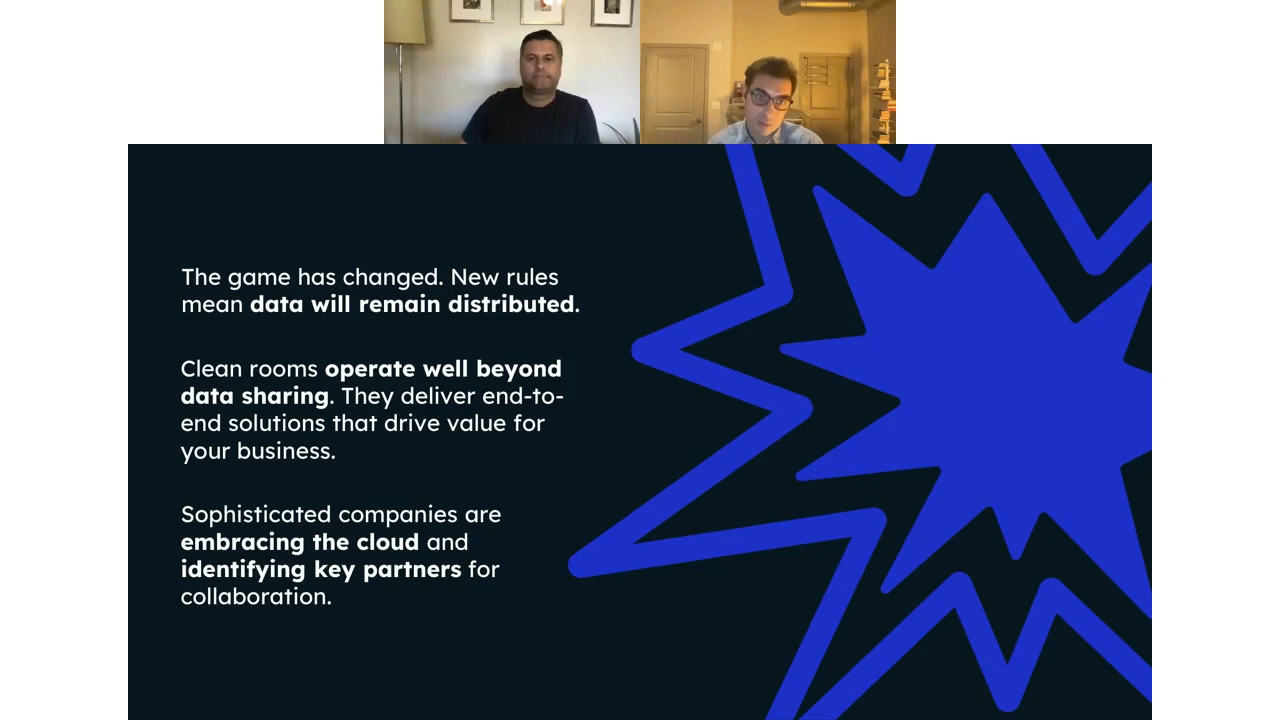 The game has changed. New rules
mean data will remain distributed.
Clean rooms operate well beyond
data sharing. They deliver end-to-
end solutions that drive value for
your business.
Sophisticated companies are
embracing the cloud and
identifying key partners for
collaboration.